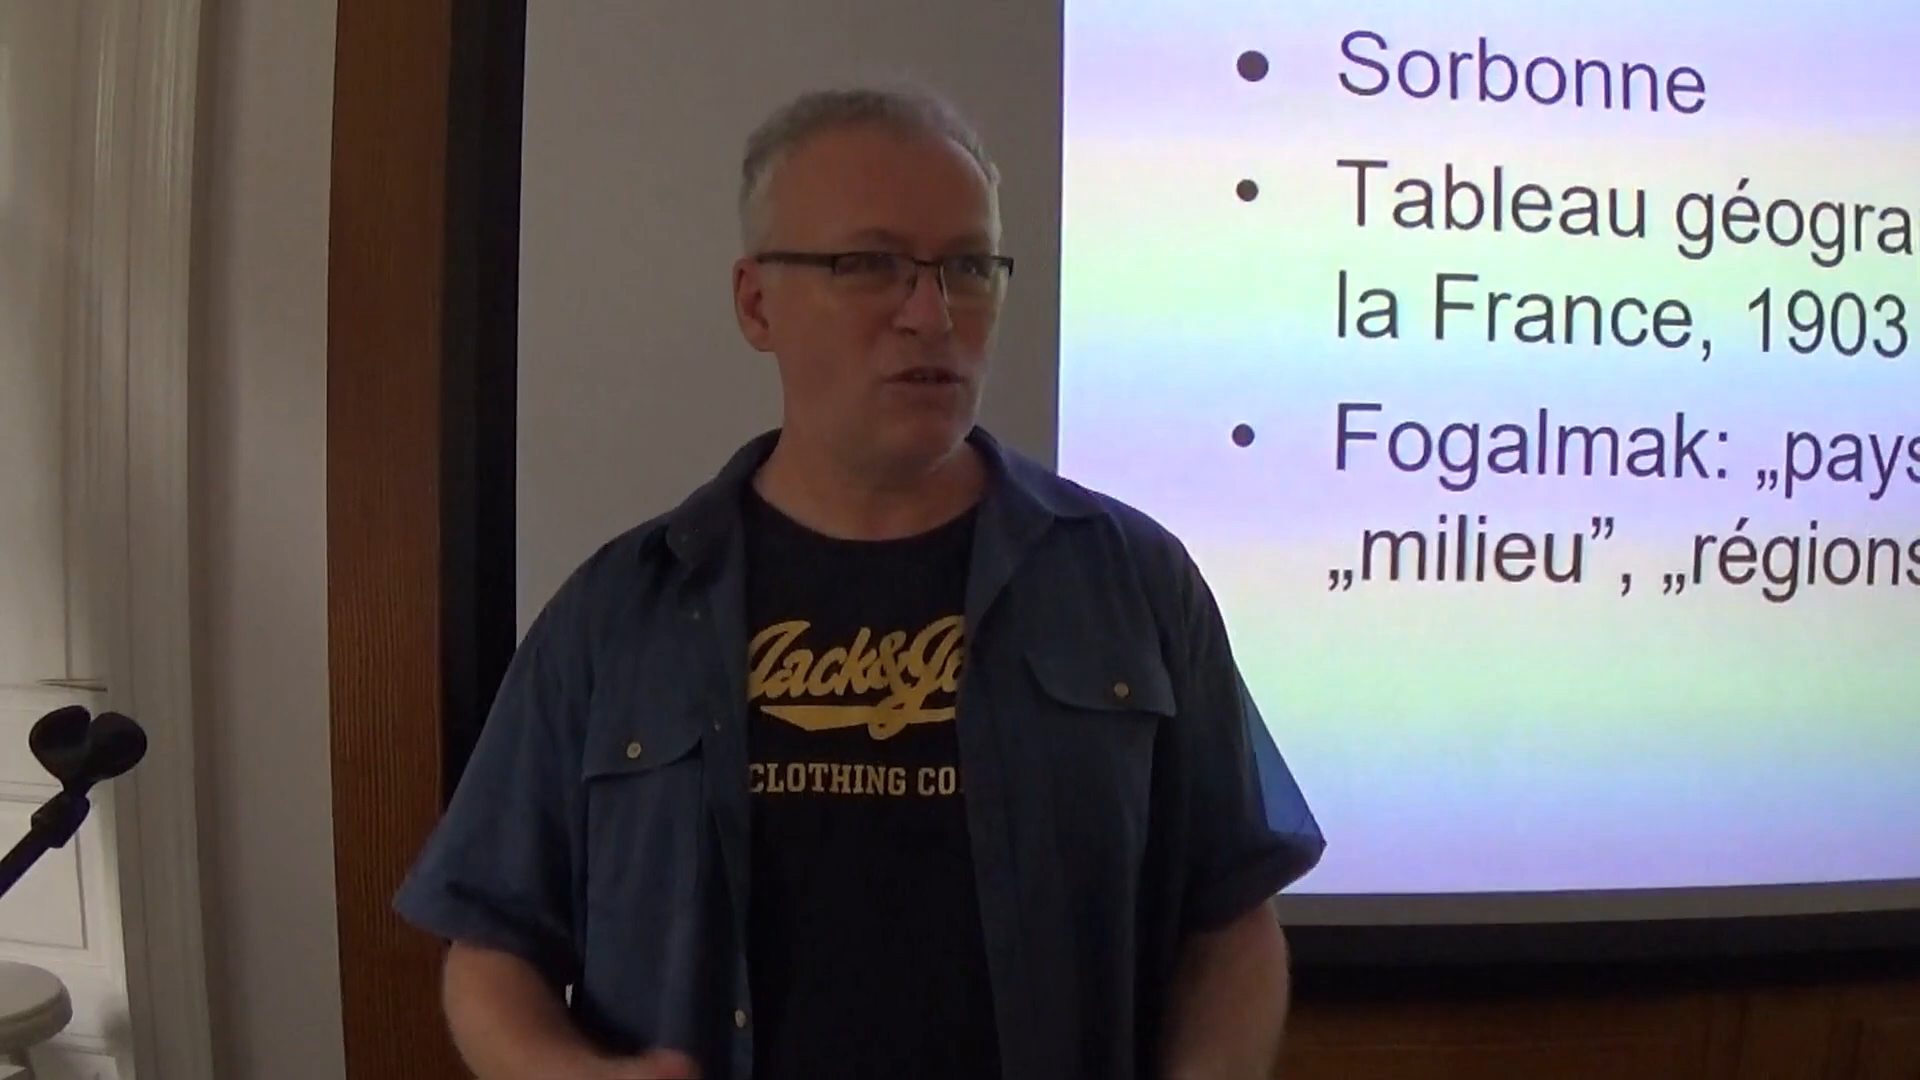 Sorbonne
Tableau géogra
la France, 1903
Fogalmak: „pays
„milieu”, „régions
Jack&Jo
CLOTHING CO